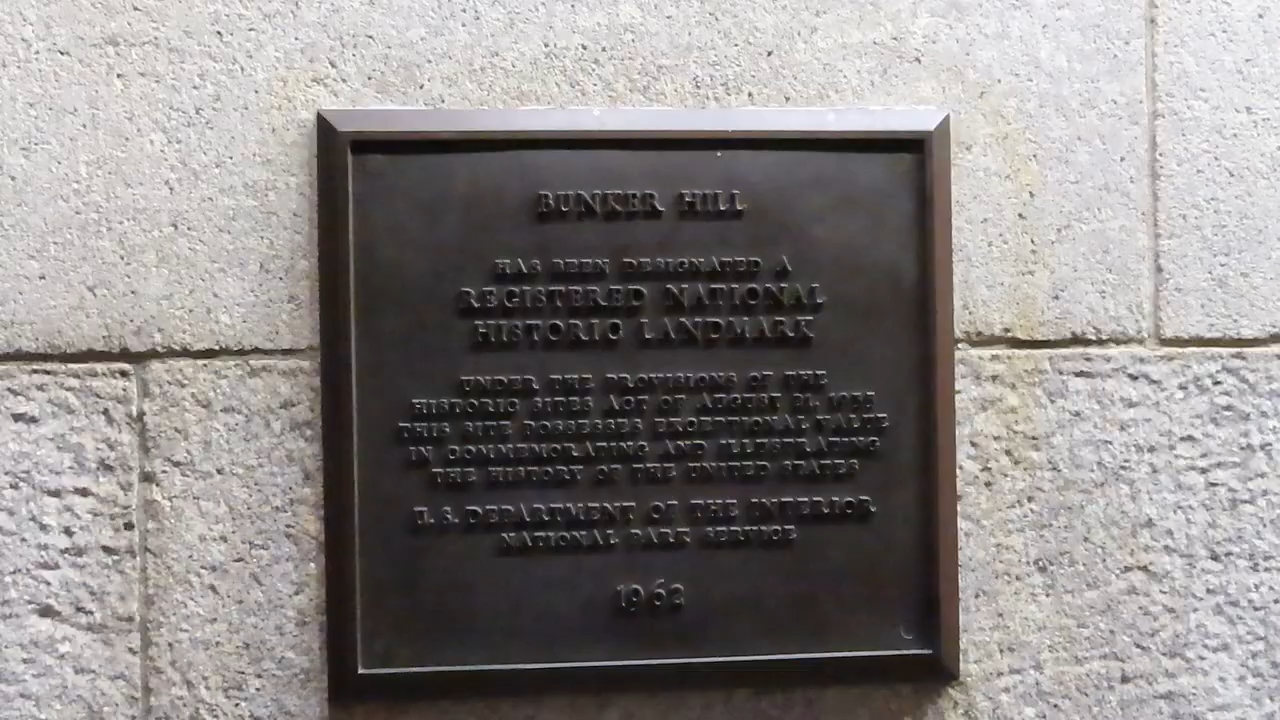 BUNKER HILL
HAS BEEN DESIGNATED A
REGISTERED NATIONAL
HISTORIC LANDMARK
UNDER THE PROVISIONS OF THE
HISTORIC SITES ACT OF AUGUST 21, 1935
THIS SITE POSSESSES EXCEPTIONAL VALUE
IN COMMEMORATING AND ILLUSTRATING
THE HISTORY OF THE UNITED STATES
U. S. DEPARTMENT OF THE INTERIOR
NATIONAL PARK SERVICE
1962